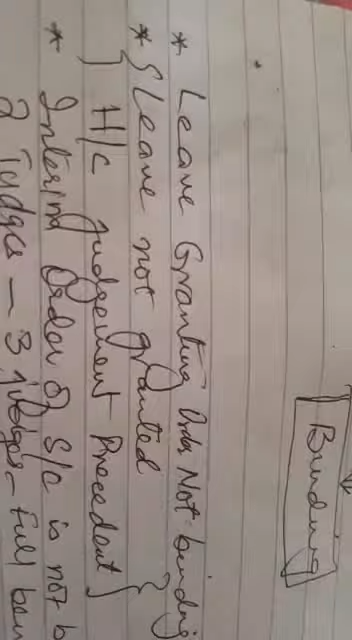 Binding
* Leave Granting Order Not binding
* { Leave not granted
} H/c judgement Precedent }
* Interim Order of S/c is not b
2 Judges - 3 judges - Full ben